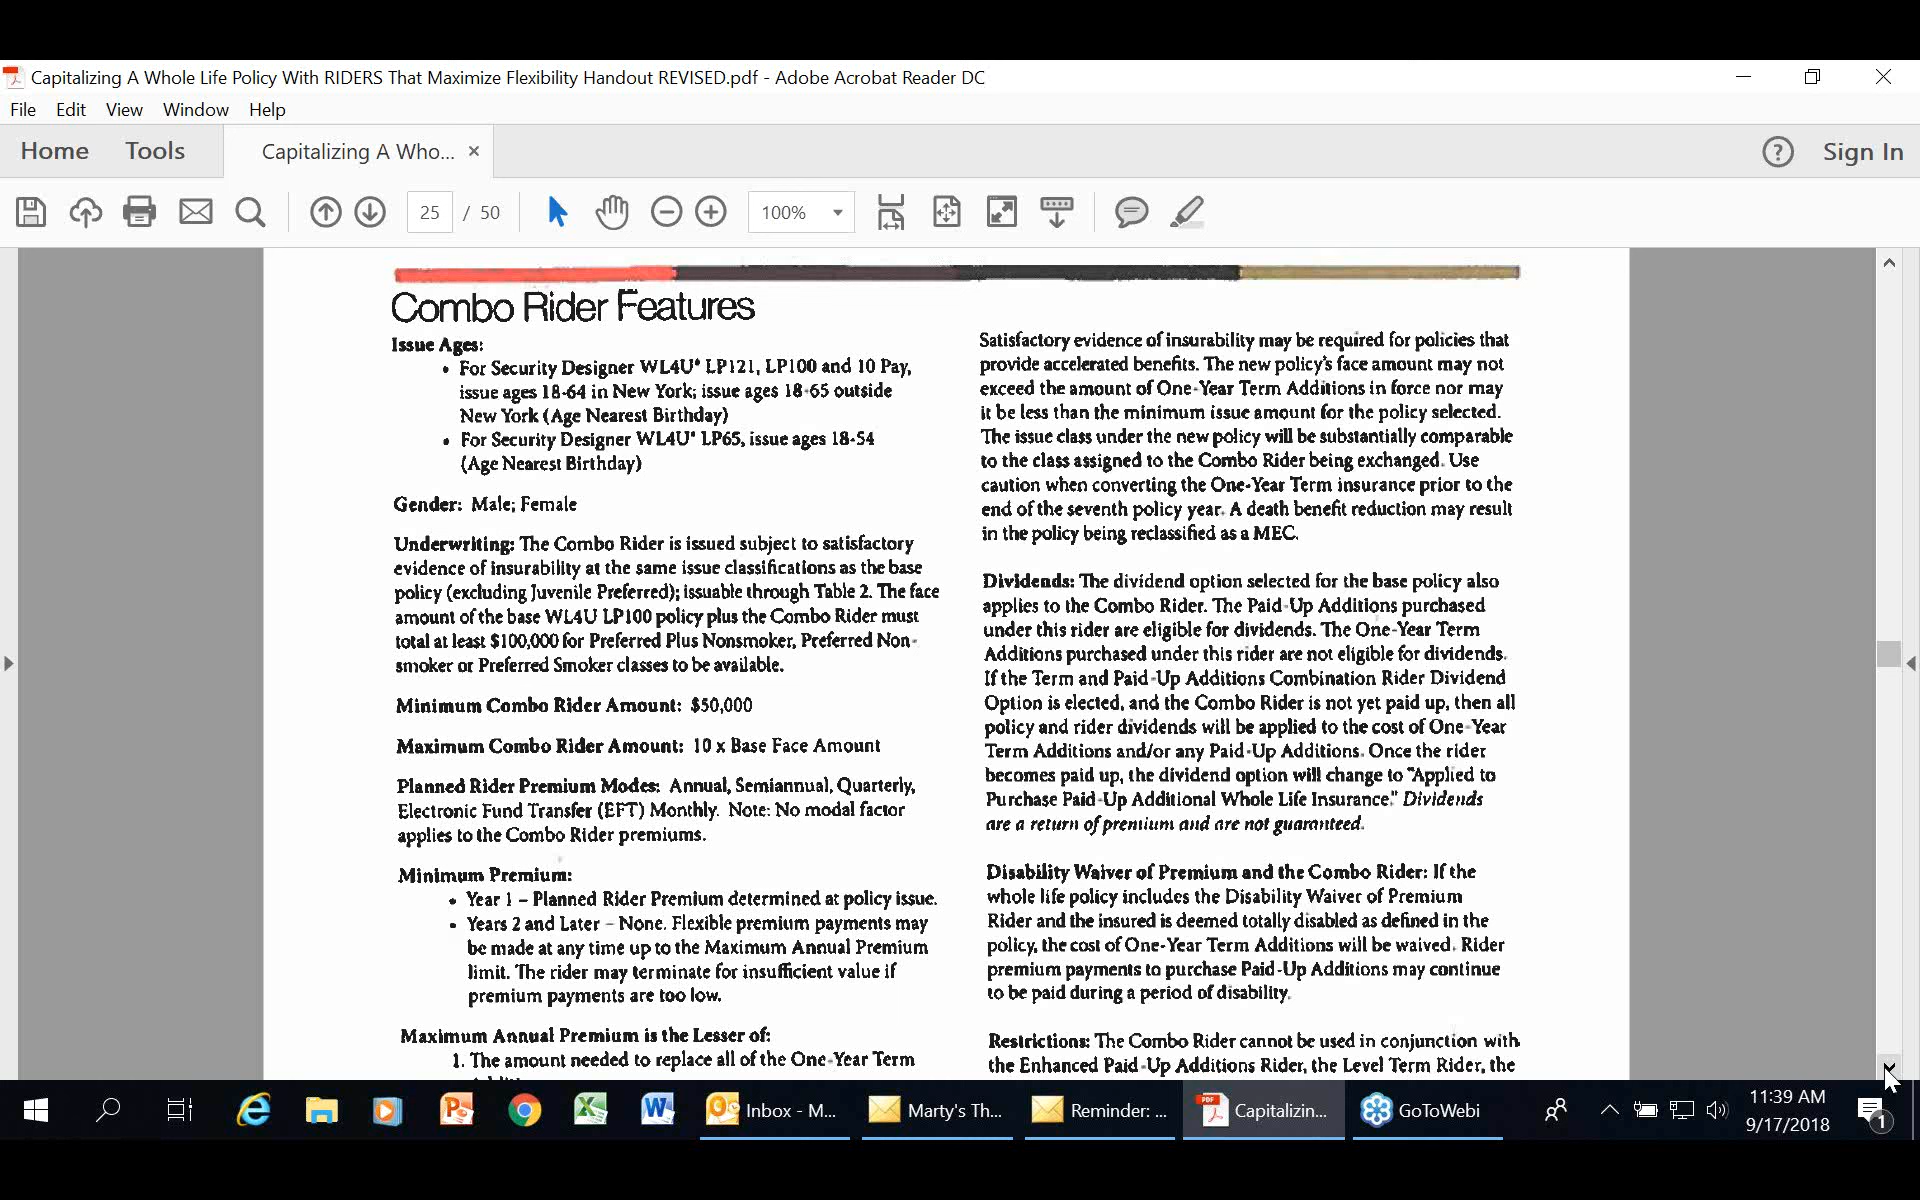 Capitalizing A Whole Life Policy With RIDERS That Maximize Flexibility Handout REVISED.pdf - Adobe Acrobat Reader DC
File Edit View Window Help
Home Tools Capitalizing A Who... × Sign In
25 / 50 100%
Combo Rider Features
Issue Ages:
• For Security Designer WL4U® LP121, LP100 and 10 Pay,
issue ages 18-64 in New York; issue ages 18-65 outside
New York (Age Nearest Birthday)
• For Security Designer WL4U® LP65, issue ages 18-54
(Age Nearest Birthday)
Gender: Male; Female
Underwriting: The Combo Rider is issued subject to satisfactory
evidence of insurability at the same issue classifications as the base
policy (excluding Juvenile Preferred); issuable through Table 2. The face
amount of the base WL4U LP100 policy plus the Combo Rider must
total at least $100,000 for Preferred Plus Nonsmoker, Preferred Non-
smoker or Preferred Smoker classes to be available.
Minimum Combo Rider Amount: $50,000
Maximum Combo Rider Amount: 10 x Base Face Amount
Planned Rider Premium Modes: Annual, Semiannual, Quarterly,
Electronic Fund Transfer (EFT) Monthly. Note: No modal factor
applies to the Combo Rider premiums.
Minimum Premium:
• Year 1 – Planned Rider Premium determined at policy issue.
• Years 2 and Later – None. Flexible premium payments may
be made at any time up to the Maximum Annual Premium
limit. The rider may terminate for insufficient value if
premium payments are too low.
Maximum Annual Premium is the Lesser of:
1. The amount needed to replace all of the One-Year Term
Satisfactory evidence of insurability may be required for policies that
provide accelerated benefits. The new policy's face amount may not
exceed the amount of One-Year Term Additions in force nor may
it be less than the minimum issue amount for the policy selected.
The issue class under the new policy will be substantially comparable
to the class assigned to the Combo Rider being exchanged. Use
caution when converting the One-Year Term insurance prior to the
end of the seventh policy year. A death benefit reduction may result
in the policy being reclassified as a MEC.
Dividends: The dividend option selected for the base policy also
applies to the Combo Rider. The Paid-Up Additions purchased
under this rider are eligible for dividends. The One-Year Term
Additions purchased under this rider are not eligible for dividends.
If the Term and Paid-Up Additions Combination Rider Dividend
Option is elected, and the Combo Rider is not yet paid up, then all
policy and rider dividends will be applied to the cost of One-Year
Term Additions and/or any Paid-Up Additions. Once the rider
becomes paid up, the dividend option will change to "Applied to
Purchase Paid-Up Additional Whole Life Insurance." Dividends
are a return of premium and are not guaranteed.
Disability Waiver of Premium and the Combo Rider: If the
whole life policy includes the Disability Waiver of Premium
Rider and the insured is deemed totally disabled as defined in the
policy, the cost of One-Year Term Additions will be waived. Rider
premium payments to purchase Paid-Up Additions may continue
to be paid during a period of disability.
Restrictions: The Combo Rider cannot be used in conjunction with
the Enhanced Paid-Up Additions Rider, the Level Term Rider, the
Inbox - M... Marty's Th... Reminder: ... Capitalizin... GoToWebi
11:39 AM
9/17/2018
1